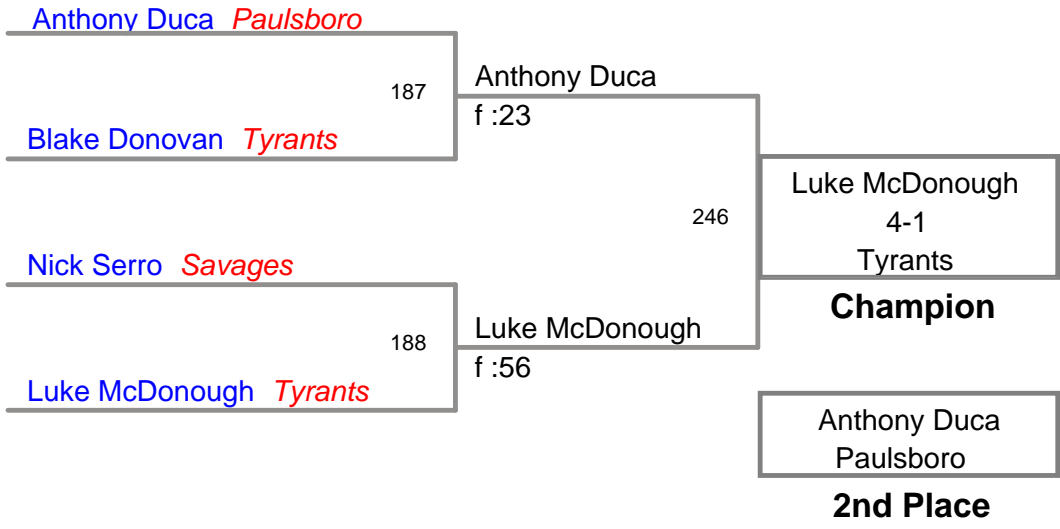 Anthony Duca Paulsboro
187
Anthony Duca
f :23
Blake Donovan Tyrants
246
Luke McDonough
4-1
Tyrants
Champion
Nick Serro Savages
188
Luke McDonough
f :56
Luke McDonough Tyrants
Anthony Duca
Paulsboro
2nd Place